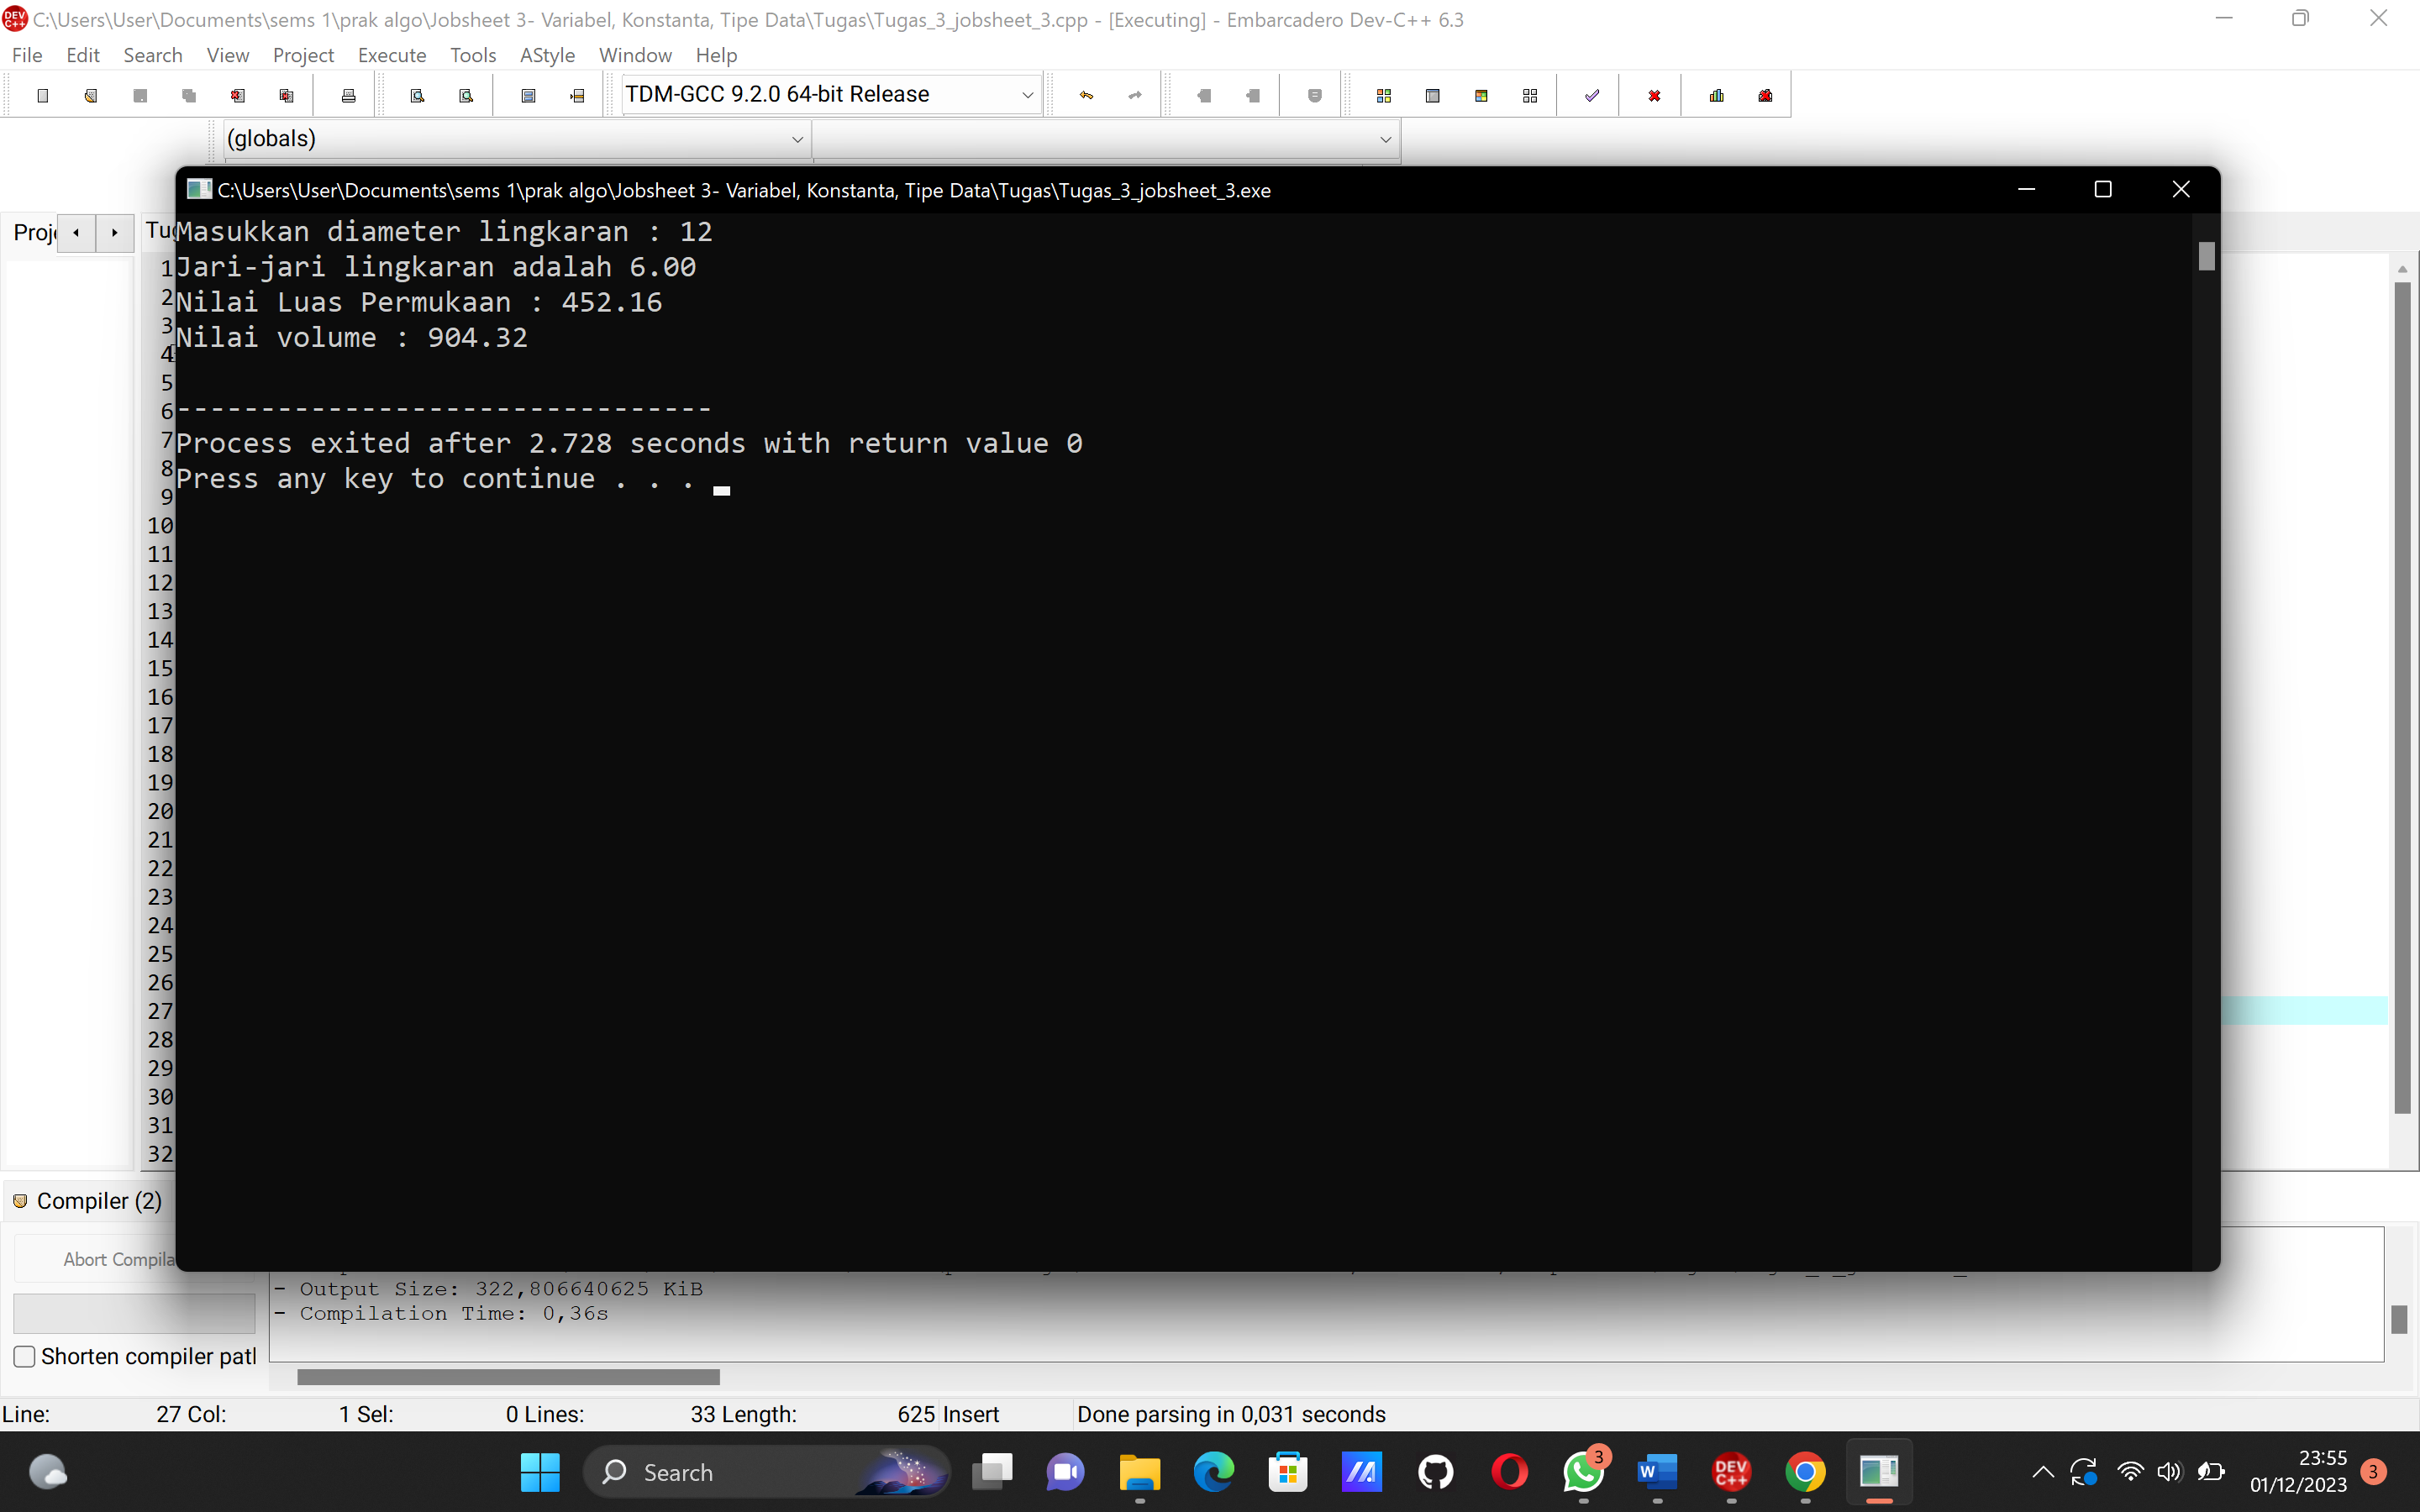 C:\Users\User\Documents\sems 1\prak algo\Jobsheet 3- Variabel, Konstanta, Tipe Data\Tugas\Tugas_3_jobsheet_3.cpp - [Executing] - Embarcadero Dev-C++ 6.3
File Edit Search View Project Execute Tools AStyle Window Help
TDM-GCC 9.2.0 64-bit Release
(globals)
C:\Users\User\Documents\sems 1\prak algo\Jobsheet 3- Variabel, Konstanta, Tipe Data\Tugas\Tugas_3_jobsheet_3.exe
Masukkan diameter lingkaran : 12
Jari-jari lingkaran adalah 6.00
Nilai Luas Permukaan : 452.16
Nilai volume : 904.32
--------------------------------
Process exited after 2.728 seconds with return value 0
Press any key to continue . . .
1
2
3
4
5
6
7
8
9
10
11
12
13
14
15
16
17
18
19
20
21
22
23
24
25
26
27
28
29
30
31
32
Compiler (2)
- Output Size: 322,806640625 KiB
- Compilation Time: 0,36s
Shorten compiler
Line: 27 Col: 1 Sel: 0 Lines: 33 Length: 625 Insert Done parsing in 0,031 seconds
Search
3
DEV C++
23:55
01/12/2023
3